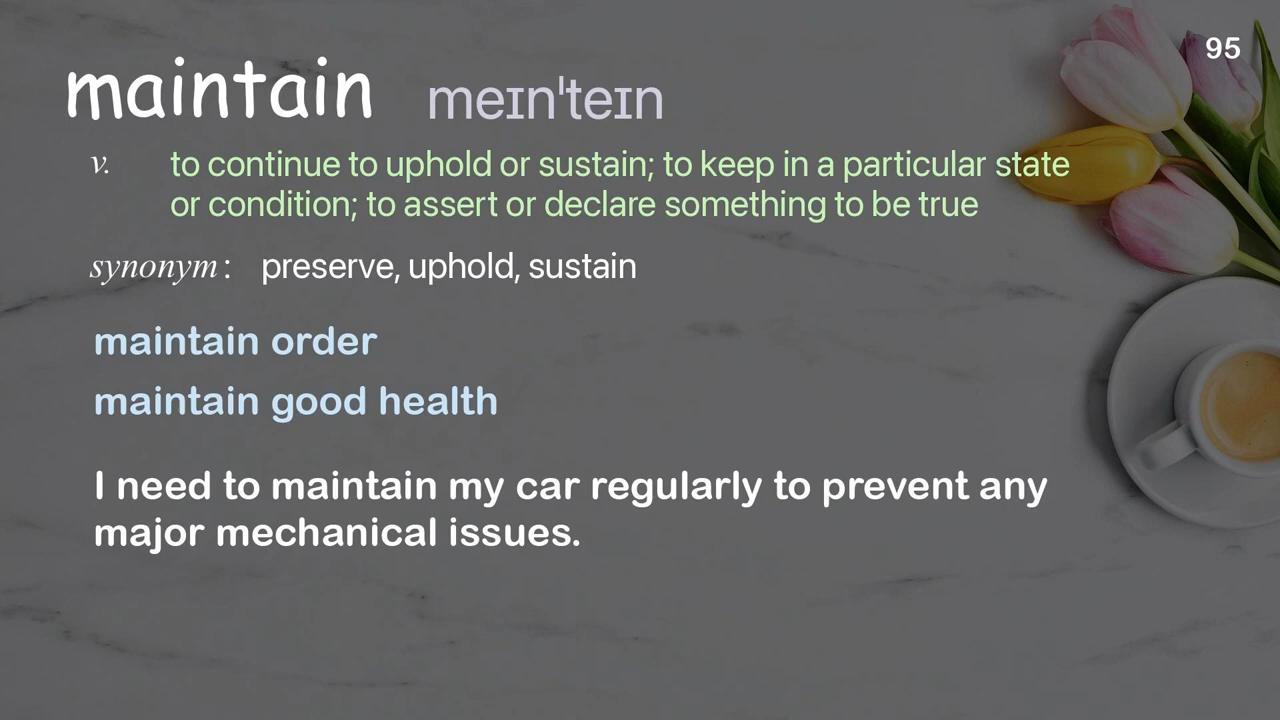 95
maintain meɪn'teɪn
v. to continue to uphold or sustain; to keep in a particular state
or condition; to assert or declare something to be true
synonym : preserve, uphold, sustain
maintain order
maintain good health
I need to maintain my car regularly to prevent any
major mechanical issues.